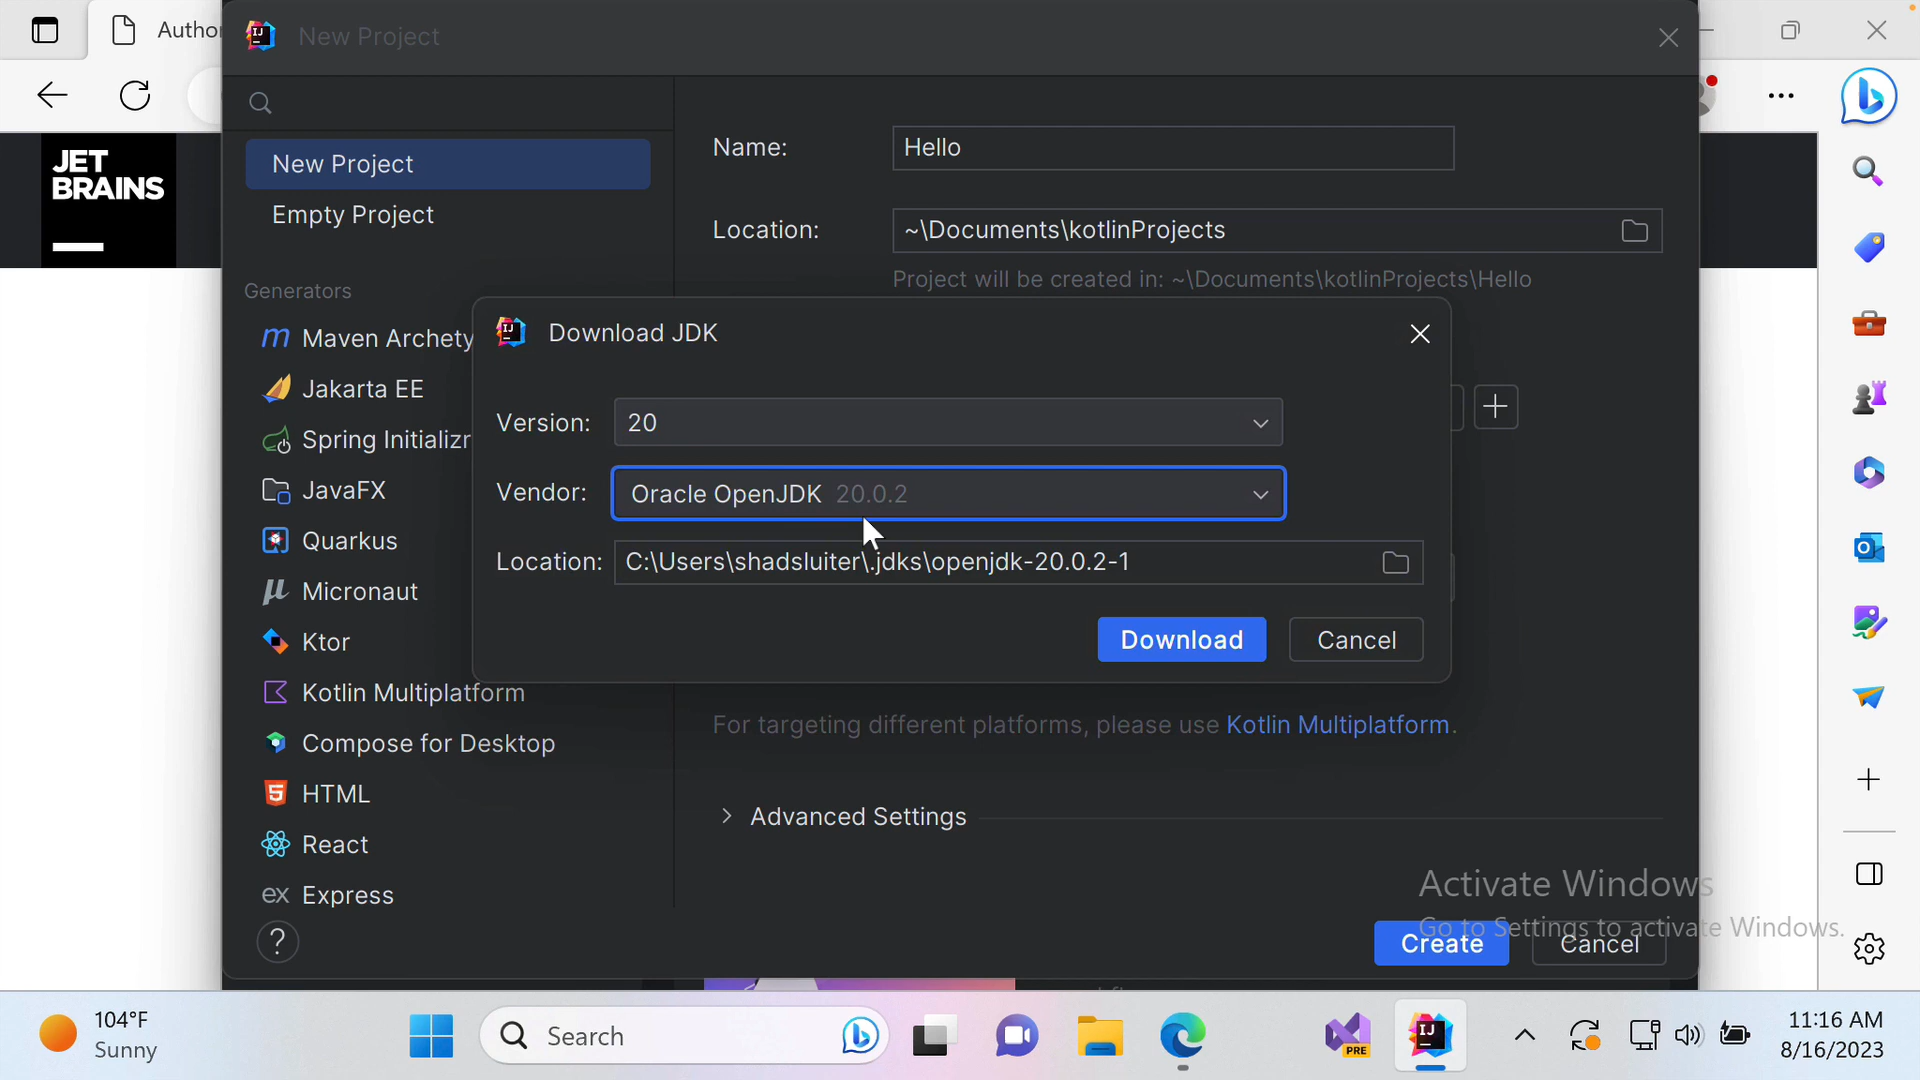 Author
New Project
JET
BRAINS
New Project
Empty Project
Generators
Maven Archety
Jakarta EE
Spring Initializr
JavaFX
Quarkus
Micronaut
Ktor
Kotlin Multiplatform
Compose for Desktop
HTML
React
ex Express
?
Name: Hello
Location: ~\Documents\kotlinProjects
Project will be created in: ~\Documents\kotlinProjects\Hello
Download JDK
Version: 20
Vendor: Oracle OpenJDK 20.0.2
Location: C:\Users\shadsluiter\.jdks\openjdk-20.0.2-1
Download Cancel
For targeting different platforms, please use Kotlin Multiplatform.
Advanced Settings
Activate Windows
Go to Settings to activate Windows.
Create Cancel
104°F
Sunny
Search
PRE
IJ
11:16 AM
8/16/2023